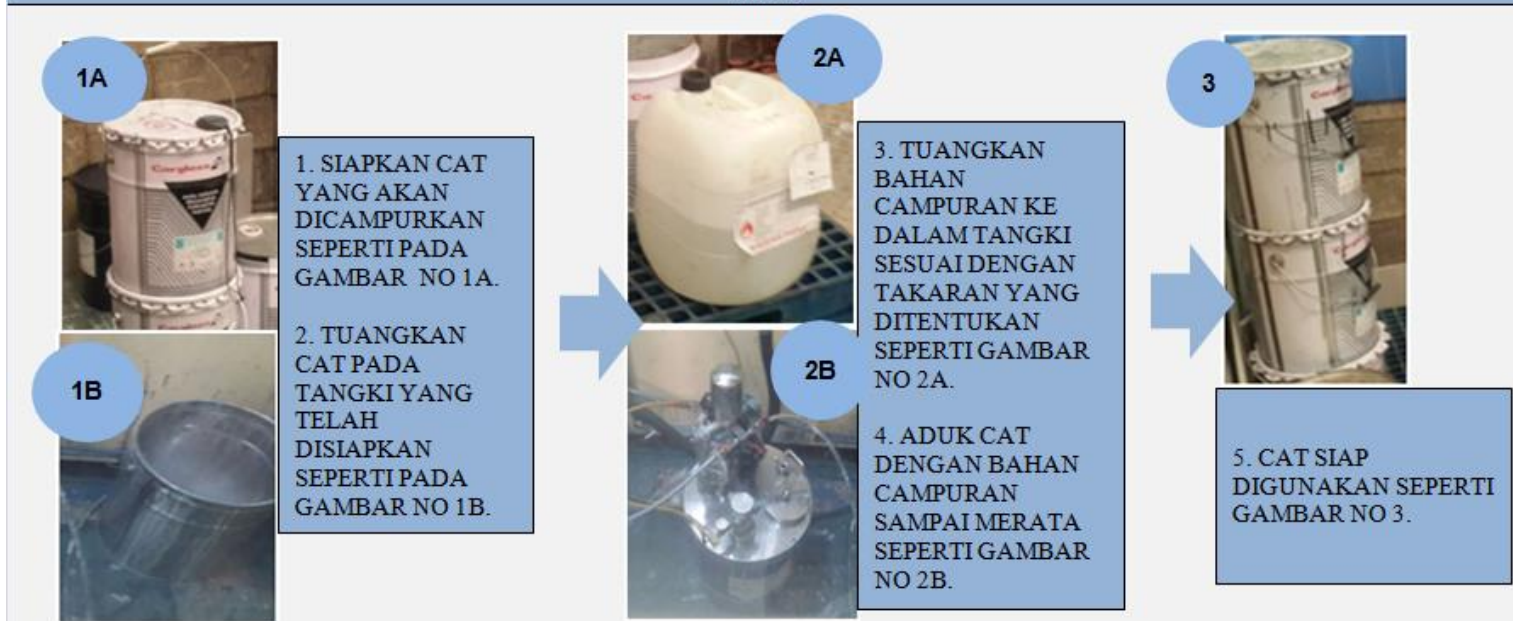 1A
1. SIAPKAN CAT
YANG AKAN
DICAMPURKAN
SEPERTI PADA
GAMBAR NO 1A.
2. TUANGKAN
CAT PADA
TANGKI YANG
TELAH
DISIAPKAN
SEPERTI PADA
GAMBAR NO 1B.
1B
2A
3. TUANGKAN
BAHAN
CAMPURAN KE
DALAM TANGKI
SESUAI DENGAN
TAKARAN YANG
DITENTUKAN
SEPERTI GAMBAR
NO 2A.
4. ADUK CAT
DENGAN BAHAN
CAMPURAN
SAMPAI MERATA
SEPERTI GAMBAR
NO 2B.
2B
3
5. CAT SIAP
DIGUNAKAN SEPERTI
GAMBAR NO 3.